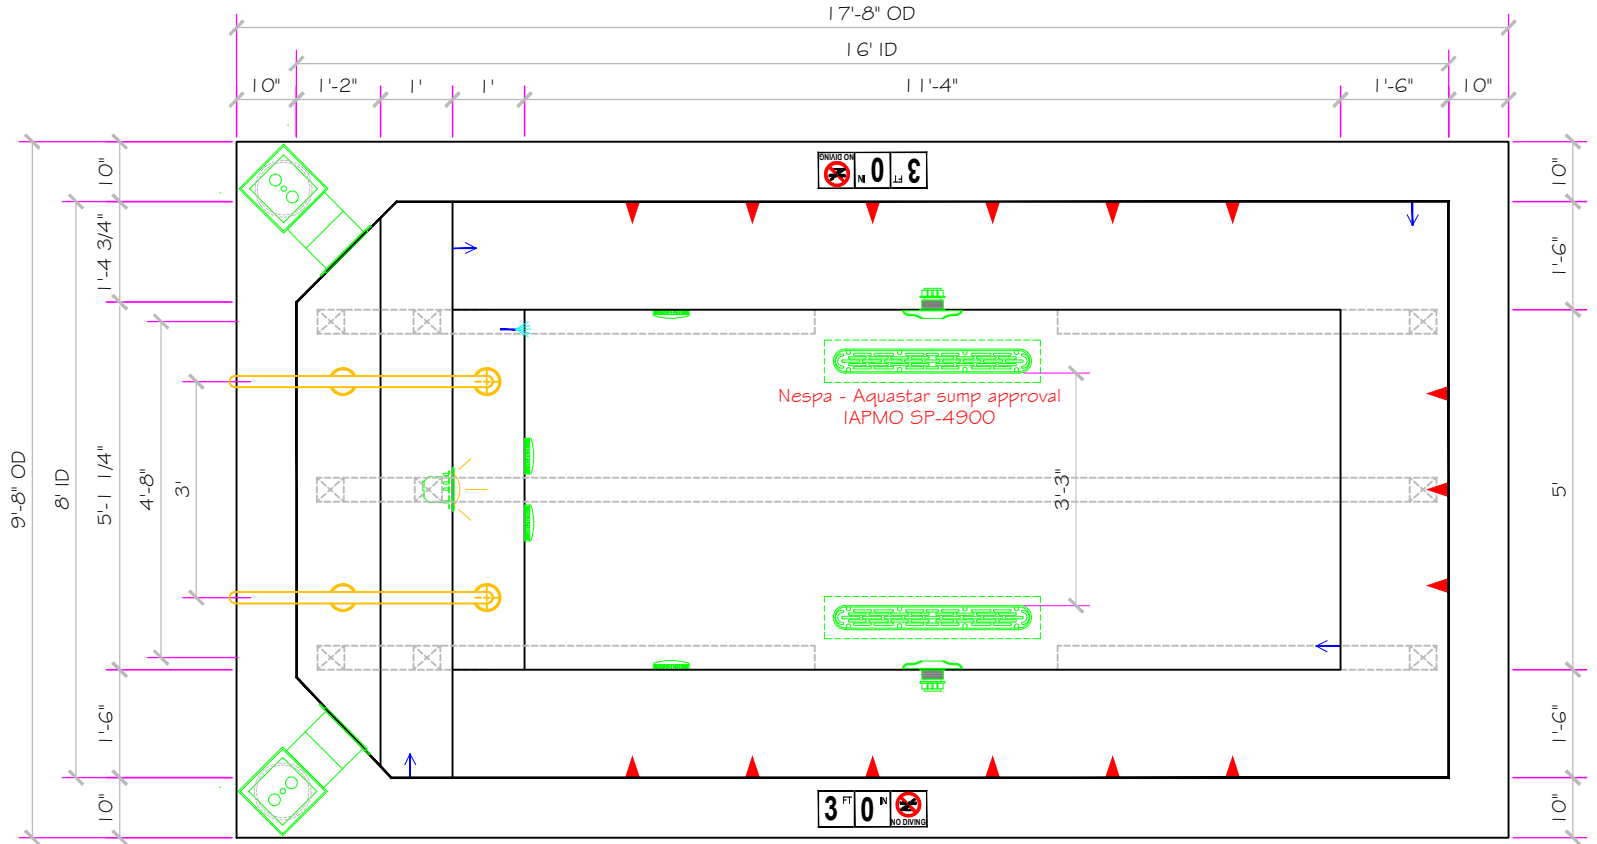 17'-8" OD
16' ID
10"
1'-2"
1'
1'
11'-4"
1'-6"
10"
NO DIVING
0 IN
3 FT
10"
1'-4 3/4"
10"
1'-6"
Nespa - Aquastar sump approval
IAPMO SP-4900
9'-8" OD
8' ID
5'-1 1/4"
4'-8"
3'
3'-3"
5'
1'-6"
1'-6"
10"
10"
3 FT
0 IN
NO DIVING